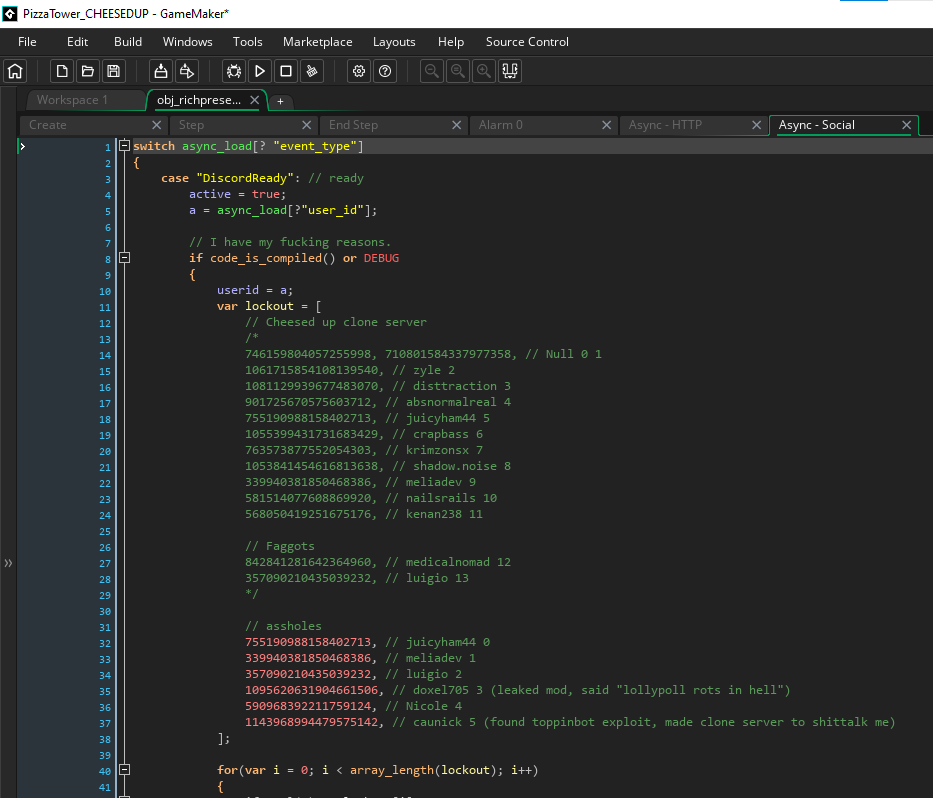 PizzaTower_CHEESEDUP - GameMaker*
File Edit Build Windows Tools Marketplace Layouts Help Source Control
Workspace 1 obj_richprese...
Create Step End Step Alarm 0 Async - HTTP Async - Social
1 switch async_load[? "event_type"]
2 {
3 case "DiscordReady": // ready
4 active = true;
5 a = async_load[?"user_id"];
6
7 // I have my fucking reasons.
8 if code_is_compiled() or DEBUG
9 {
10 userid = a;
11 var lockout = [
12 // Cheesed up clone server
13 /*
14 746159804057255998, 710801584337977358, // Null 0 1
15 1061715854108139540, // zyle 2
16 1081129939677483070, // disttraction 3
17 901725670575603712, // absnormalreal 4
18 755190988158402713, // juicyham44 5
19 1055399431731683429, // crapbass 6
20 763573877552054303, // krimzonsx 7
21 1053841454616813638, // shadow.noise 8
22 339940381850468386, // meliadev 9
23 581514077608869920, // nailsrails 10
24 568050419251675176, // kenan238 11
25
26 // Faggots
27 842841281642364960, // medicalnomad 12
28 357090210435039232, // luigio 13
29 */
30
31 // assholes
32 755190988158402713, // juicyham44 0
33 339940381850468386, // meliadev 1
34 357090210435039232, // luigio 2
35 1095620631904661506, // doxel705 3 (leaked mod, said "lollypoll rots in hell")
36 590968392211759124, // Nicole 4
37 1143968994479575142, // caunick 5 (found toppinbot exploit, made clone server to shittalk me)
38 ];
39
40 for(var i = 0; i < array_length(lockout); i++)
41 {